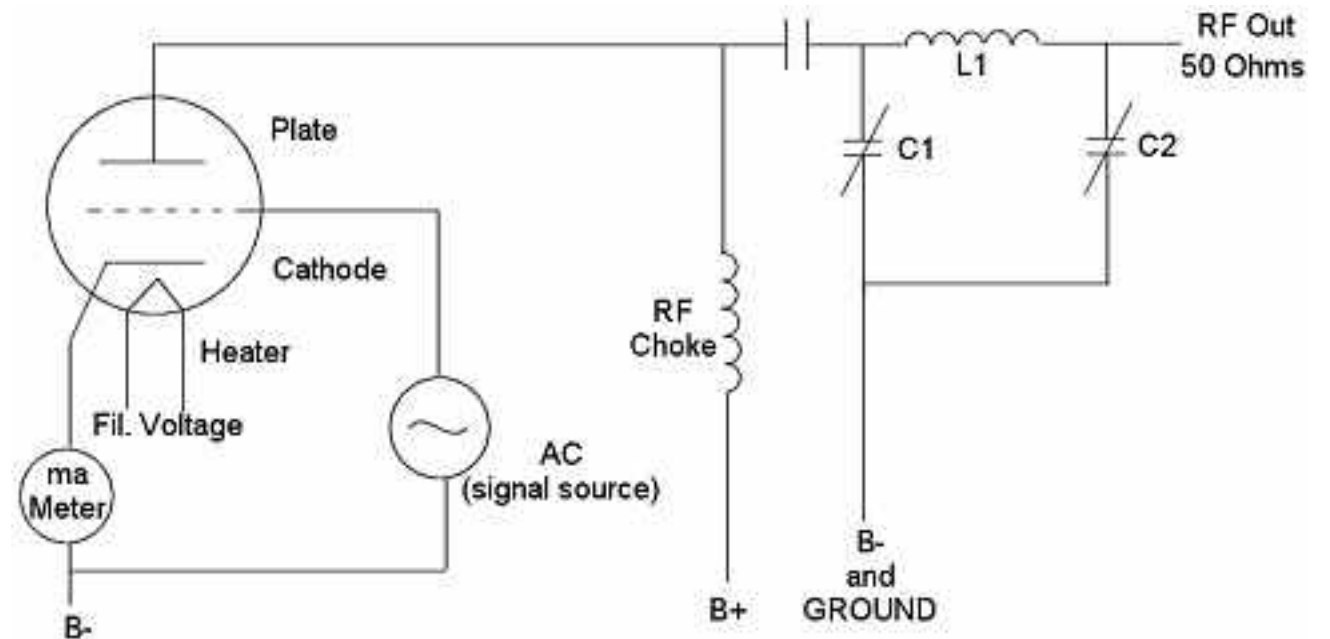 RF Out
50 Ohms
L1
Plate
C1
C2
Cathode
RF
Choke
Heater
Fil. Voltage
AC
(signal source)
ma
Meter
B-
and
GROUND
B+
B-